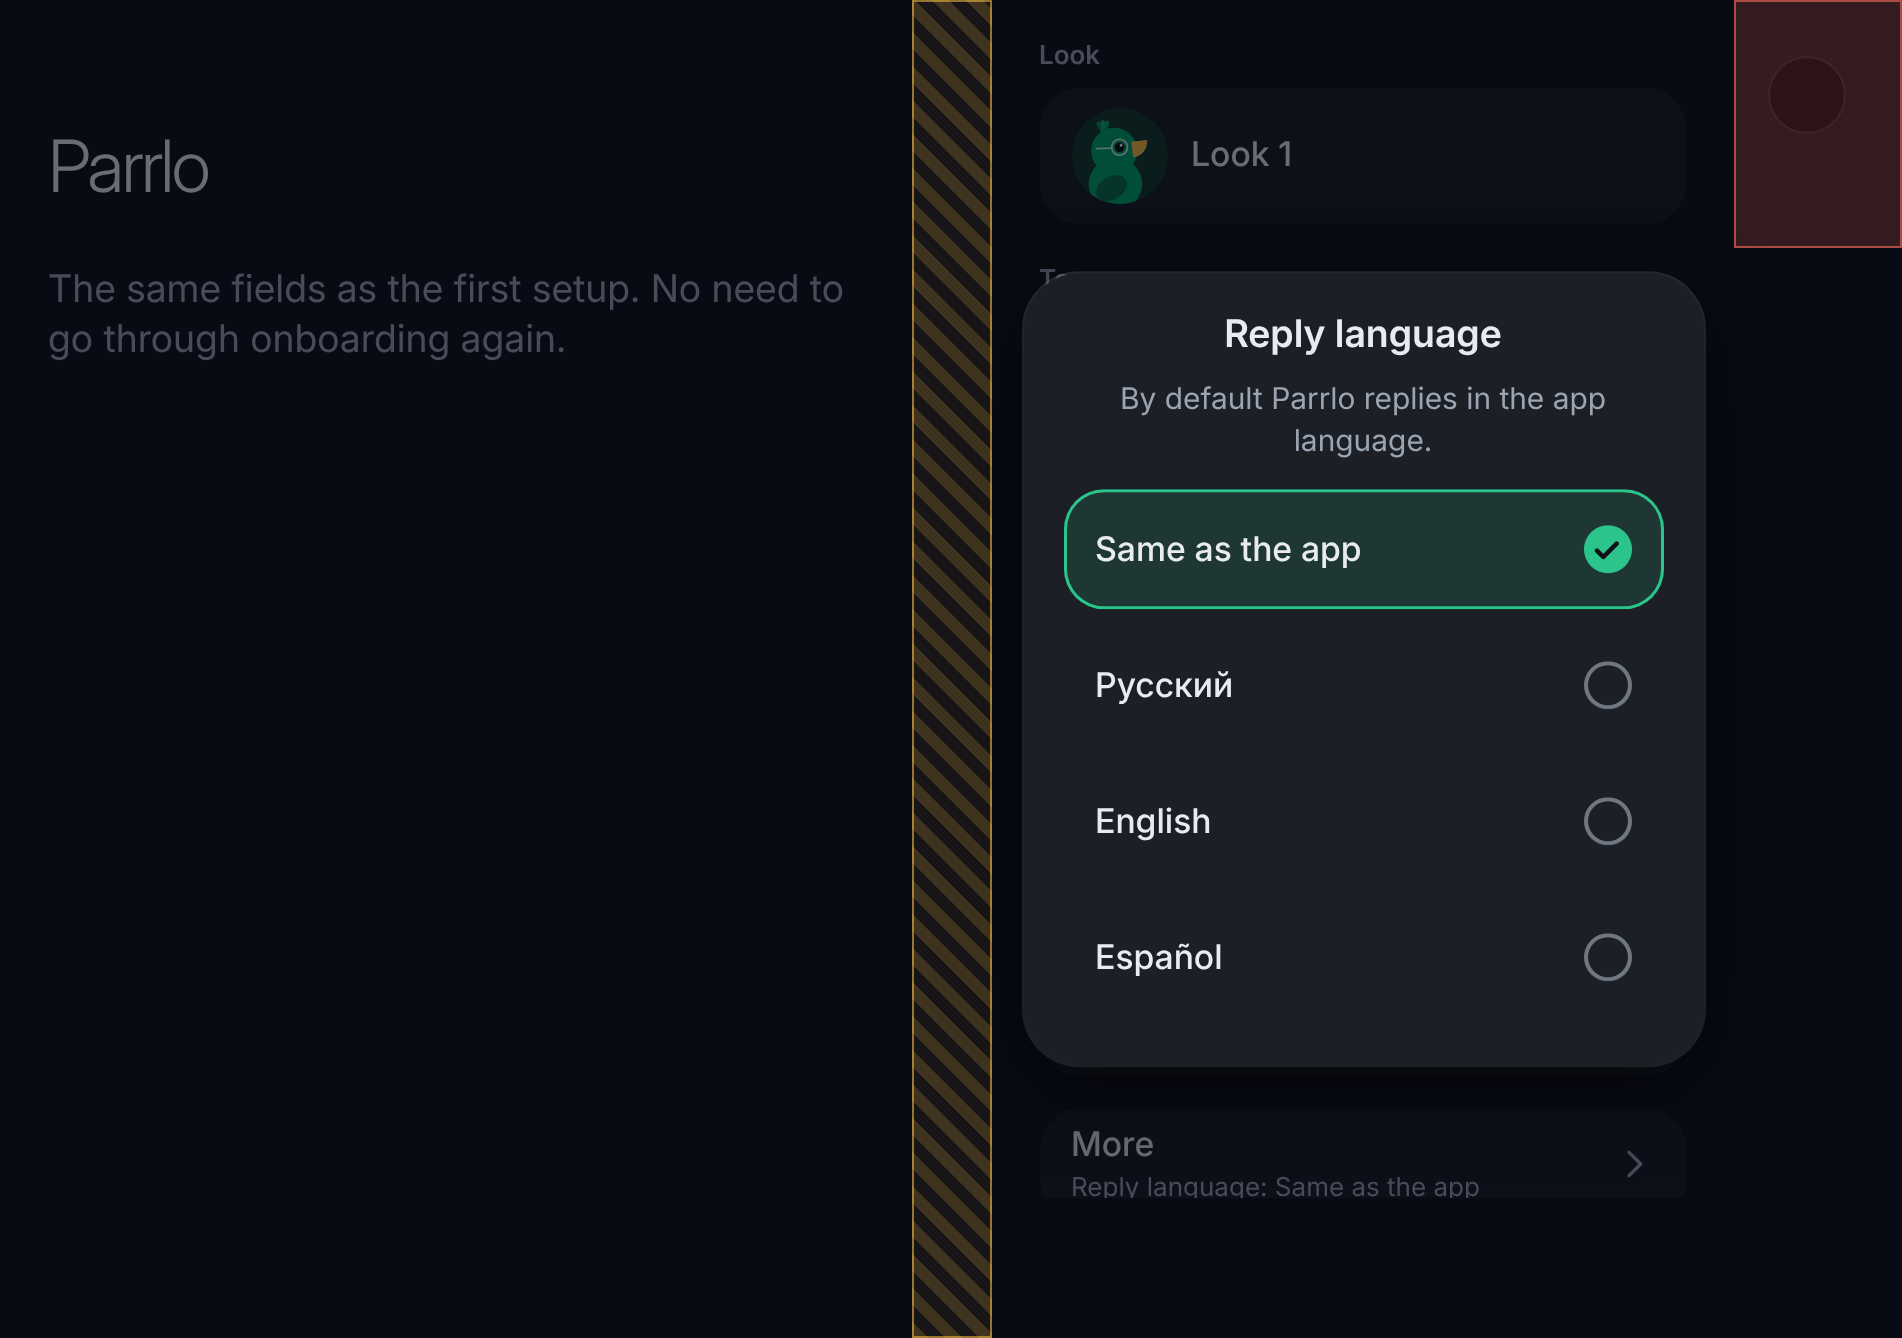 Parrlo
The same fields as the first setup. No need to
go through onboarding again.
Look
Look 1
Reply language
By default Parrlo replies in the app
language.
Same as the app
Русский
English
Español
More
Reply language: Same as the app